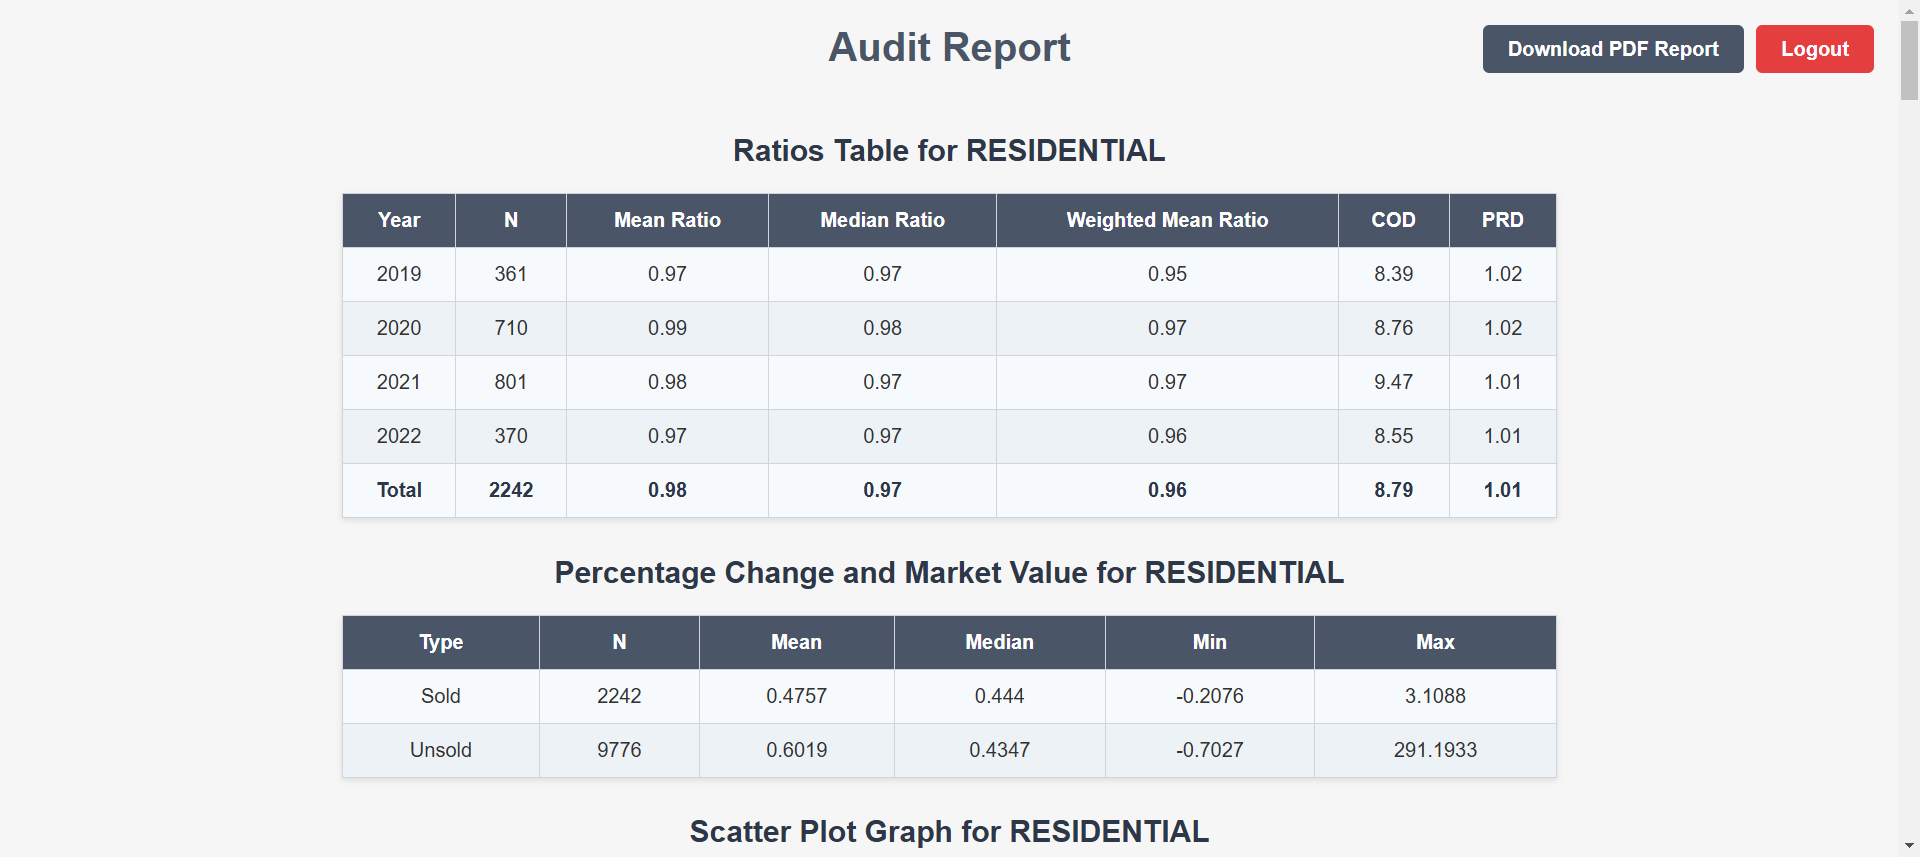 Audit Report
Download PDF Report
Logout
Ratios Table for RESIDENTIAL
Year N Mean Ratio Median Ratio Weighted Mean Ratio COD PRD
2019 361 0.97 0.97 0.95 8.39 1.02
2020 710 0.99 0.98 0.97 8.76 1.02
2021 801 0.98 0.97 0.97 9.47 1.01
2022 370 0.97 0.97 0.96 8.55 1.01
Total 2242 0.98 0.97 0.96 8.79 1.01
Percentage Change and Market Value for RESIDENTIAL
Type N Mean Median Min Max
Sold 2242 0.4757 0.444 -0.2076 3.1088
Unsold 9776 0.6019 0.4347 -0.7027 291.1933
Scatter Plot Graph for RESIDENTIAL